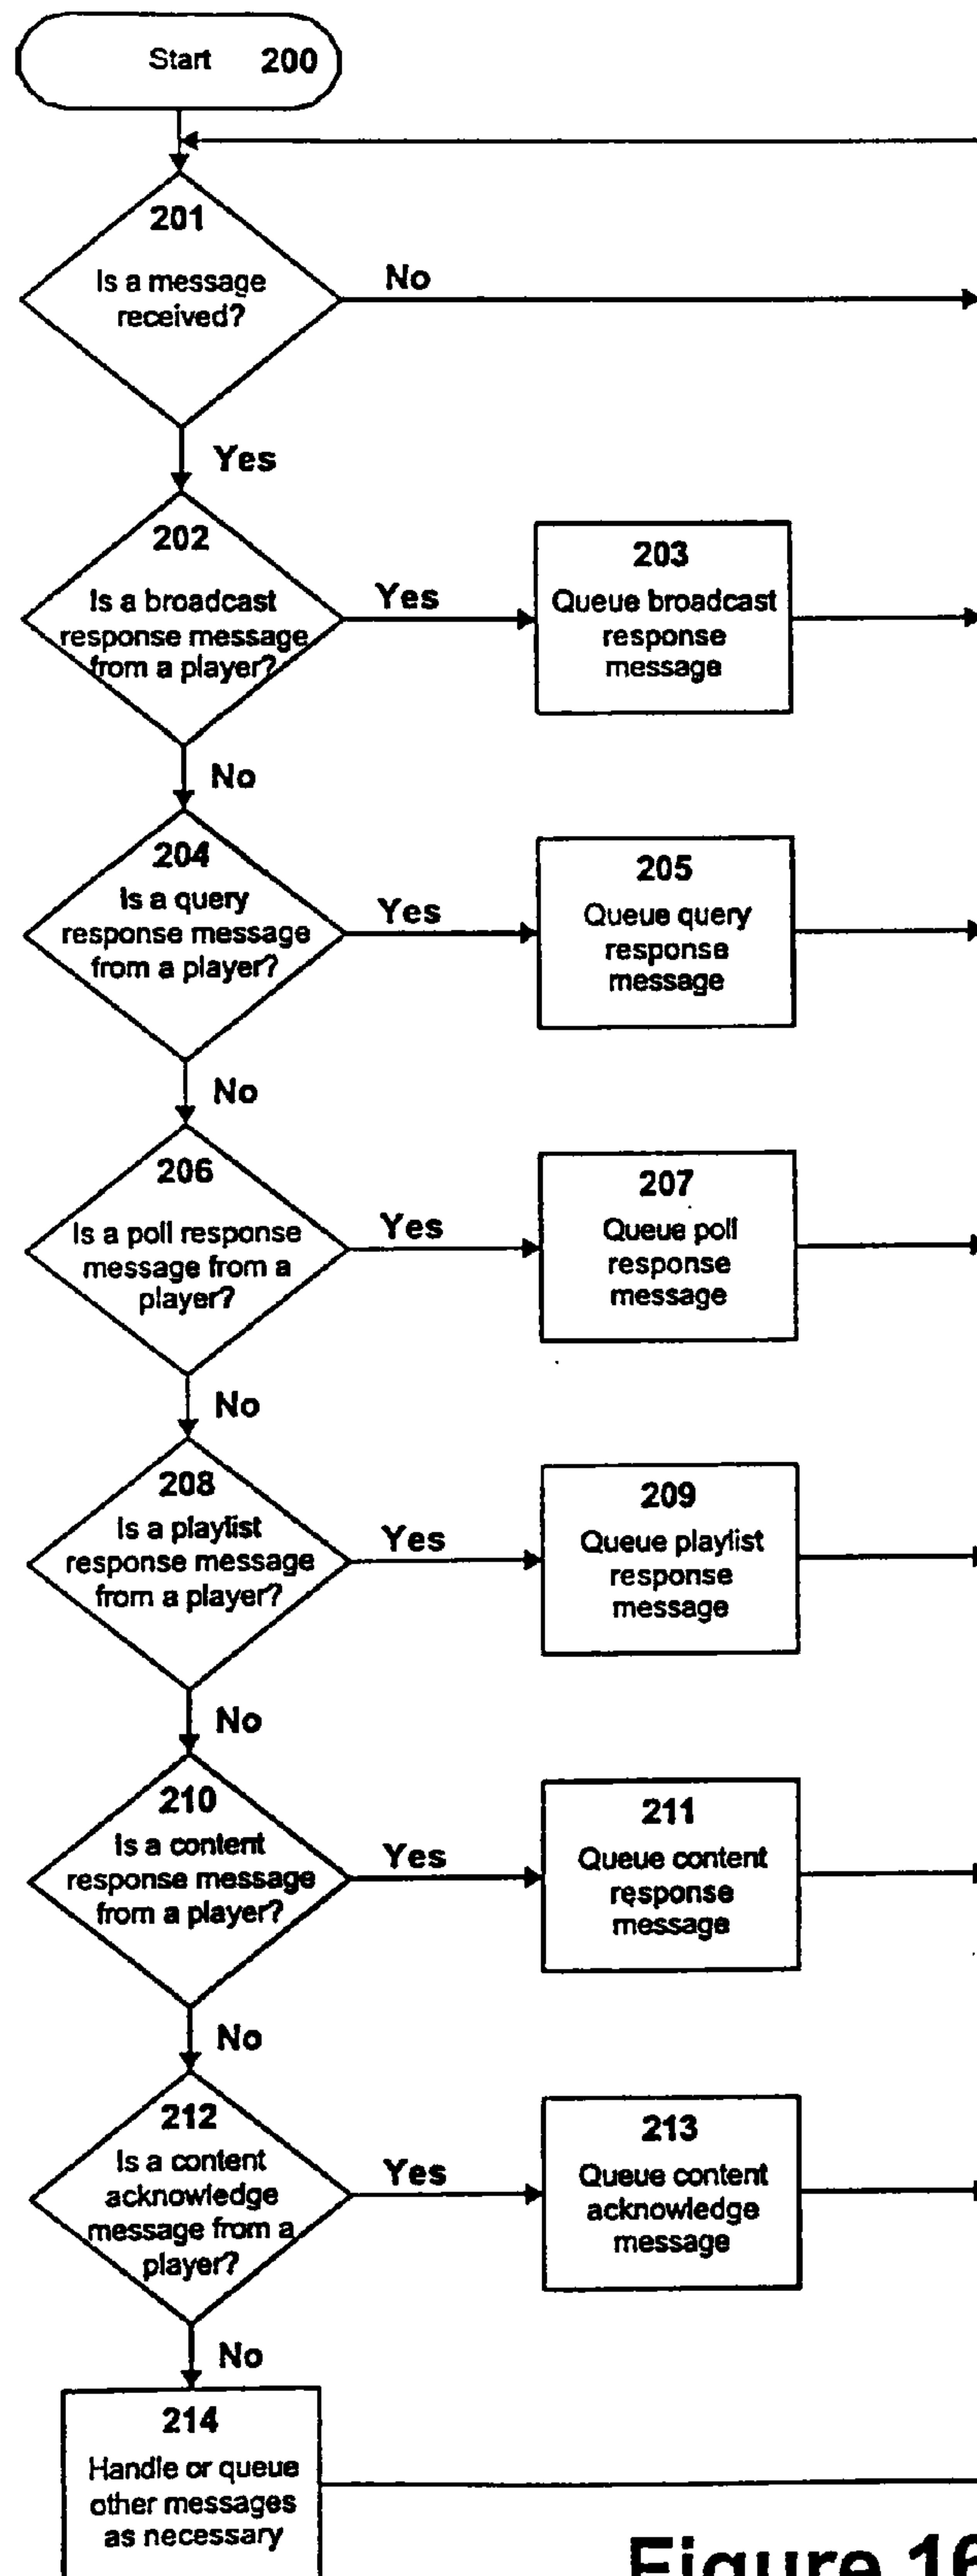 Start 200
201
Is a message
received?
No
Yes
202
Is a broadcast
response message
from a player?
Yes
203
Queue broadcast
response
message
No
204
Is a query
response message
from a player?
Yes
205
Queue query
response
message
No
206
Is a poll response
message from a
player?
Yes
207
Queue poll
response
message
No
208
Is a playlist
response message
from a player?
Yes
209
Queue playlist
response
message
No
210
Is a content
response message
from a player?
Yes
211
Queue content
response
message
No
212
Is a content
acknowledge
message from a
player?
Yes
213
Queue content
acknowledge
message
No
214
Handle or queue
other messages
as necessary
Figure 16